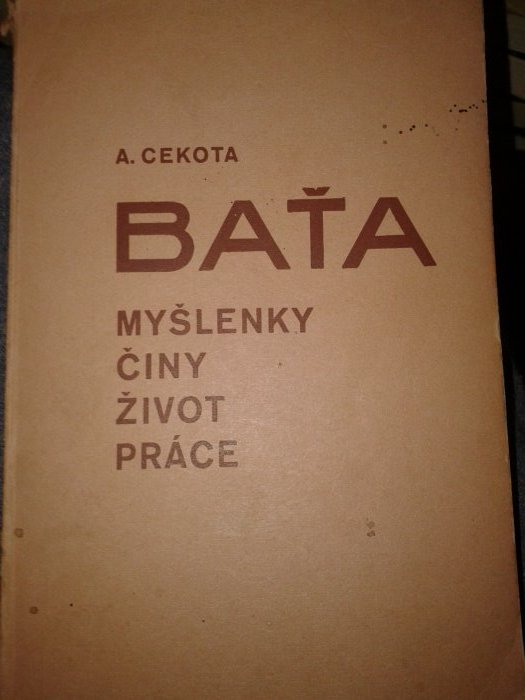 A. CEKOTA
BAŤA
MYŠLENKY
ČINY
ŽIVOT
PRÁCE